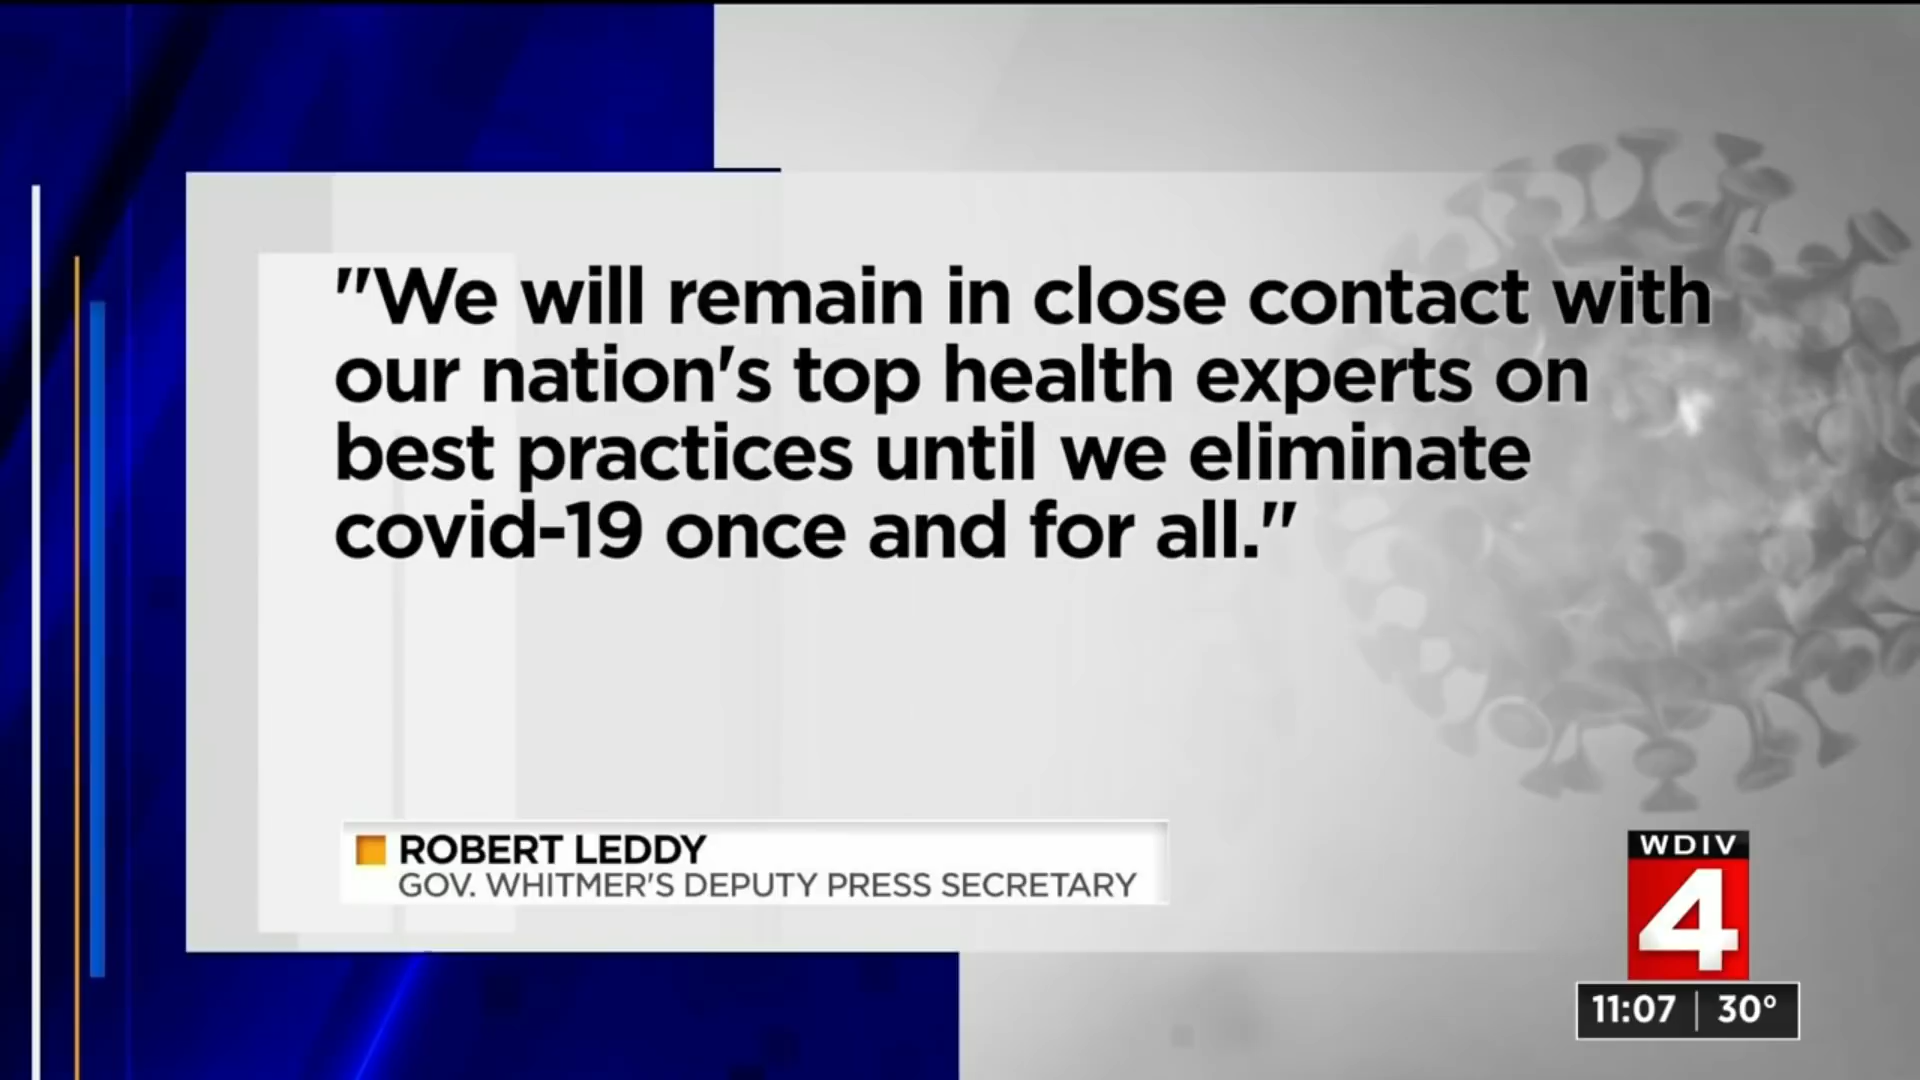 "We will remain in close contact with
our nation's top health experts on
best practices until we eliminate
covid-19 once and for all."
ROBERT LEDDY
GOV. WHITMER'S DEPUTY PRESS SECRETARY
WDIV
4
11:07 | 30°